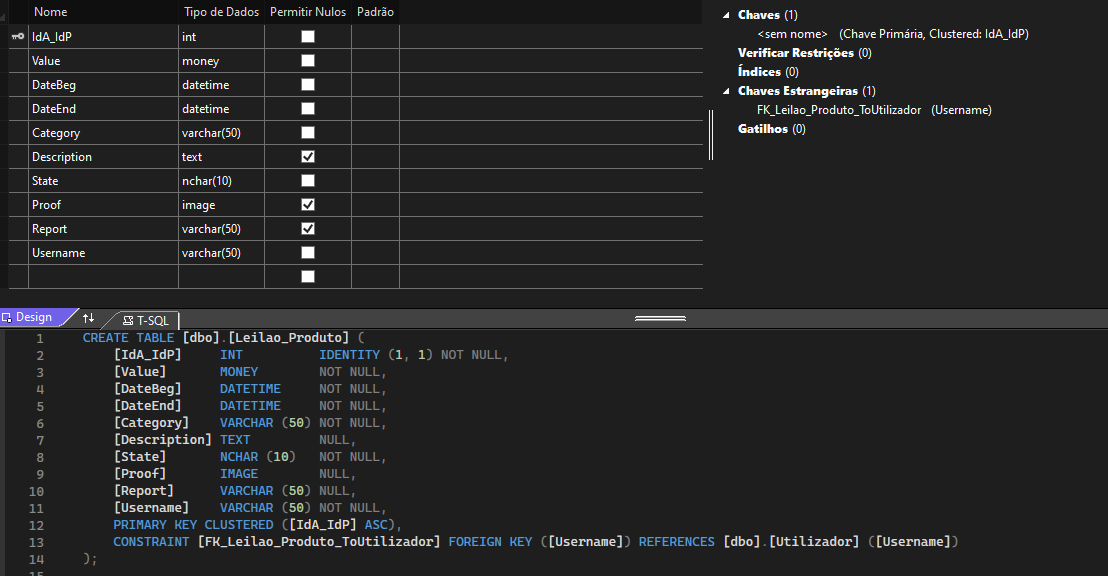 Nome Tipo de Dados Permitir Nulos Padrão
IdA_IdP int
Value money
DateBeg datetime
DateEnd datetime
Category varchar(50)
Description text
State nchar(10)
Proof image
Report varchar(50)
Username varchar(50)
Chaves (1)
<sem nome> (Chave Primária, Clustered: IdA_IdP)
Verificar Restrições (0)
Índices (0)
Chaves Estrangeiras (1)
FK_Leilao_Produto_ToUtilizador (Username)
Gatilhos (0)
Design T-SQL
1 CREATE TABLE [dbo].[Leilao_Produto] (
2 [IdA_IdP] INT IDENTITY (1, 1) NOT NULL,
3 [Value] MONEY NOT NULL,
4 [DateBeg] DATETIME NOT NULL,
5 [DateEnd] DATETIME NOT NULL,
6 [Category] VARCHAR (50) NOT NULL,
7 [Description] TEXT NULL,
8 [State] NCHAR (10) NOT NULL,
9 [Proof] IMAGE NULL,
10 [Report] VARCHAR (50) NULL,
11 [Username] VARCHAR (50) NOT NULL,
12 PRIMARY KEY CLUSTERED ([IdA_IdP] ASC),
13 CONSTRAINT [FK_Leilao_Produto_ToUtilizador] FOREIGN KEY ([Username]) REFERENCES [dbo].[Utilizador] ([Username])
14 );
15